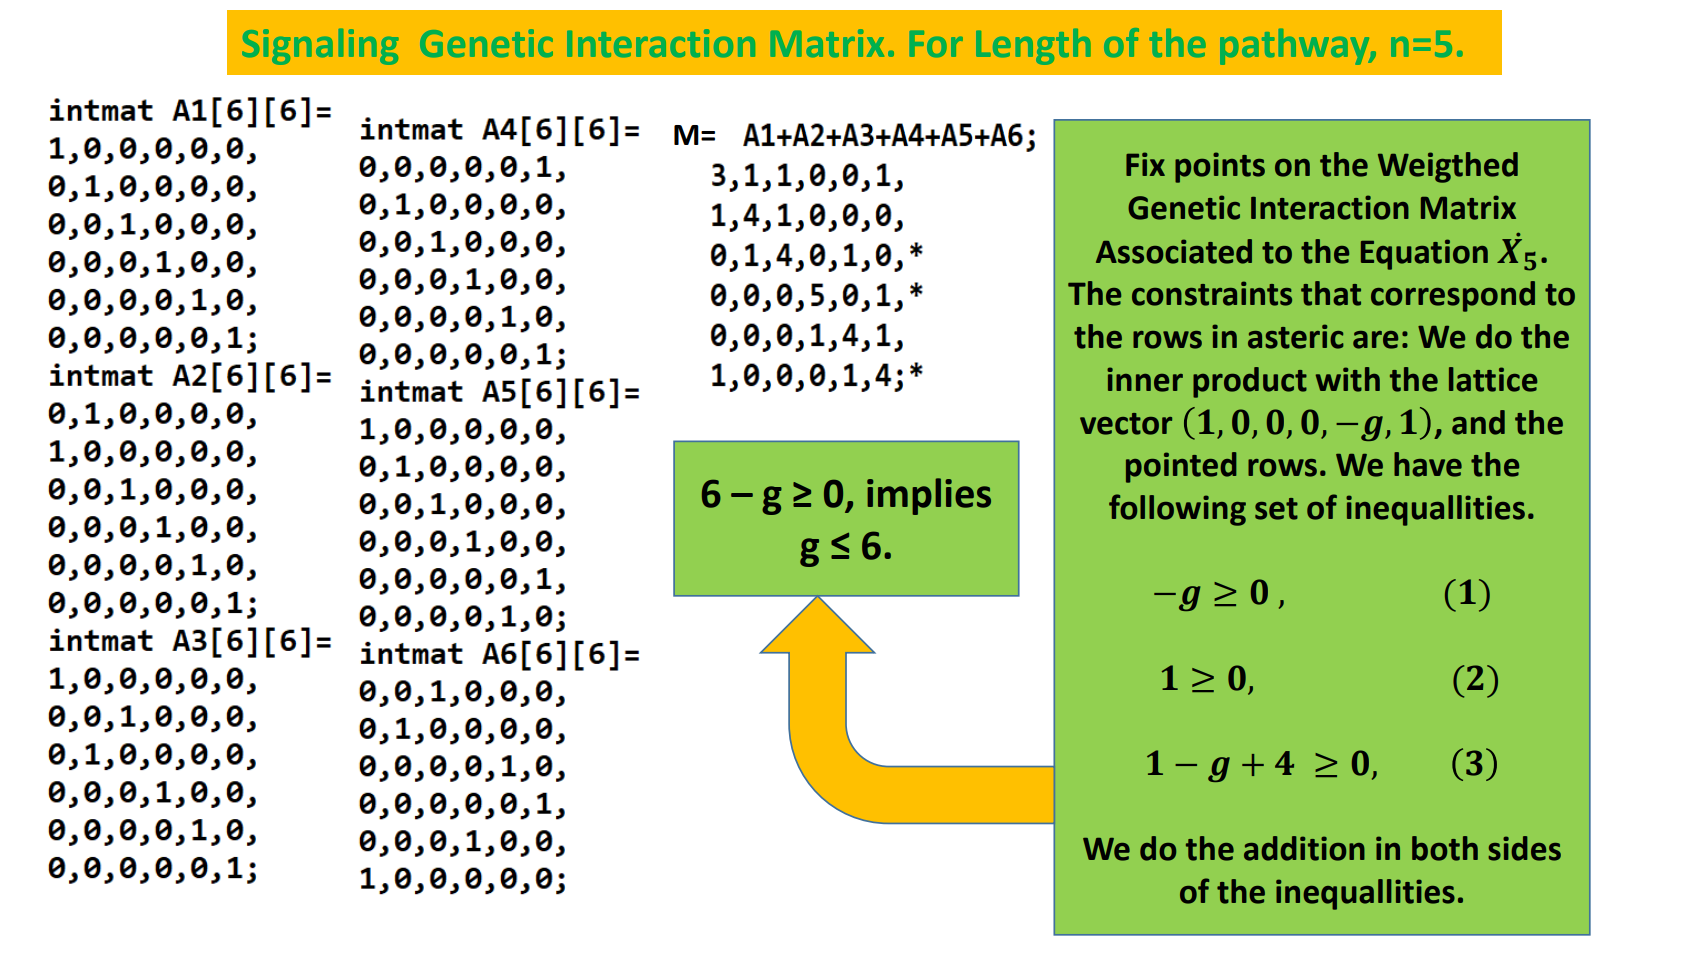 Signaling Genetic Interaction Matrix. For Length of the pathway, n=5.
intmat A1[6][6]=
1,0,0,0,0,0,
0,1,0,0,0,0,
0,0,1,0,0,0,
0,0,0,1,0,0,
0,0,0,0,1,0,
0,0,0,0,0,1;
intmat A2[6][6]=
0,1,0,0,0,0,
1,0,0,0,0,0,
0,0,1,0,0,0,
0,0,0,1,0,0,
0,0,0,0,1,0,
0,0,0,0,0,1;
intmat A3[6][6]=
1,0,0,0,0,0,
0,0,1,0,0,0,
0,1,0,0,0,0,
0,0,0,1,0,0,
0,0,0,0,1,0,
0,0,0,0,0,1;
intmat A4[6][6]=
0,0,0,0,0,1,
0,1,0,0,0,0,
0,0,1,0,0,0,
0,0,0,1,0,0,
0,0,0,0,1,0,
0,0,0,0,0,1;
intmat A5[6][6]=
1,0,0,0,0,0,
0,1,0,0,0,0,
0,0,1,0,0,0,
0,0,0,1,0,0,
0,0,0,0,0,1,
0,0,0,0,1,0;
intmat A6[6][6]=
0,0,1,0,0,0,
0,1,0,0,0,0,
0,0,0,0,1,0,
0,0,0,0,0,1,
0,0,0,1,0,0,
1,0,0,0,0,0;
M= A1+A2+A3+A4+A5+A6;
3,1,1,0,0,1,
1,4,1,0,0,0,
0,1,4,0,1,0,*
0,0,0,5,0,1,*
0,0,0,1,4,1,
1,0,0,0,1,4;*
6 – g ≥ 0, implies
g ≤ 6.
Fix points on the Weigthed
Genetic Interaction Matrix
Associated to the Equation Ẋ₅.
The constraints that correspond to
the rows in asteric are: We do the
inner product with the lattice
vector (1, 0, 0, 0, −g, 1), and the
pointed rows. We have the
following set of inequallities.
−g ≥ 0 , (1)
1 ≥ 0, (2)
1 − g + 4 ≥ 0, (3)
We do the addition in both sides
of the inequallities.